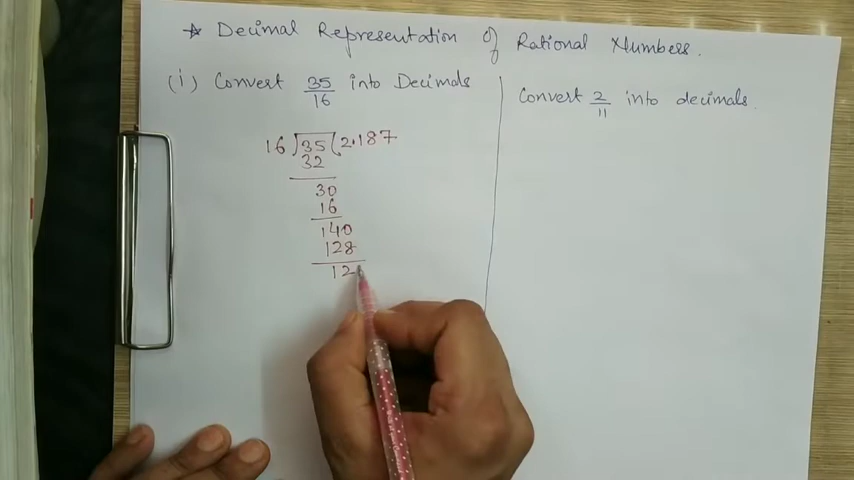 * Decimal Representation of Rational Numbers.
(i) Convert 35/16 into Decimals
16)35(2.187
32
30
16
140
128
12
Convert 2/11 into decimals.